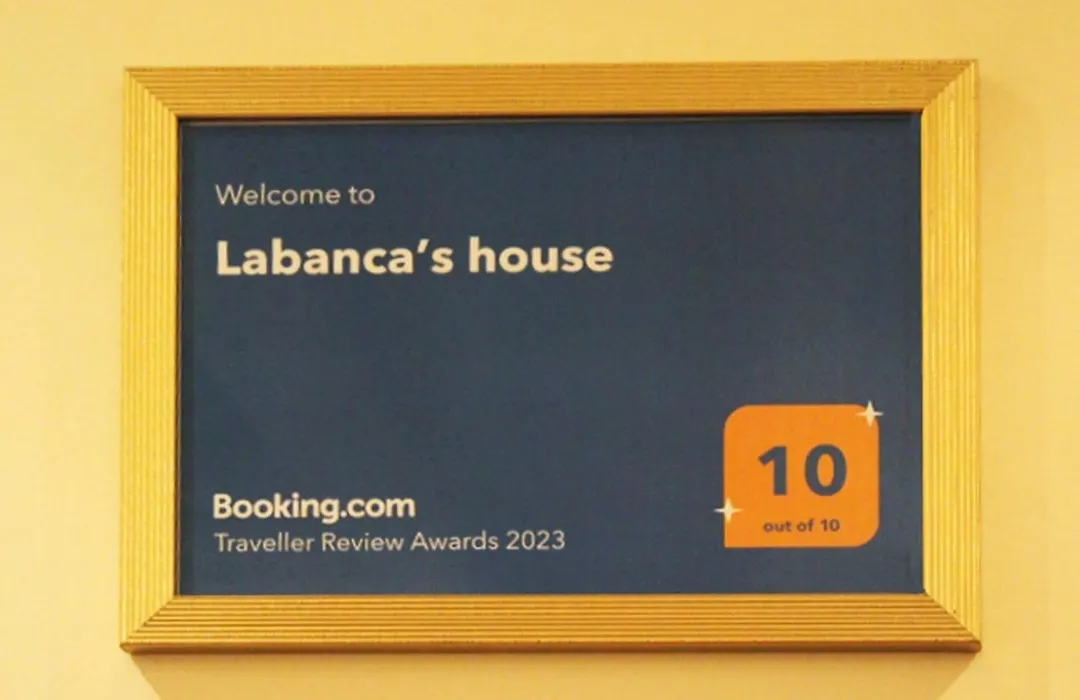 Welcome to
Labanca’s house
10
out of 10
Booking.com
Traveller Review Awards 2023